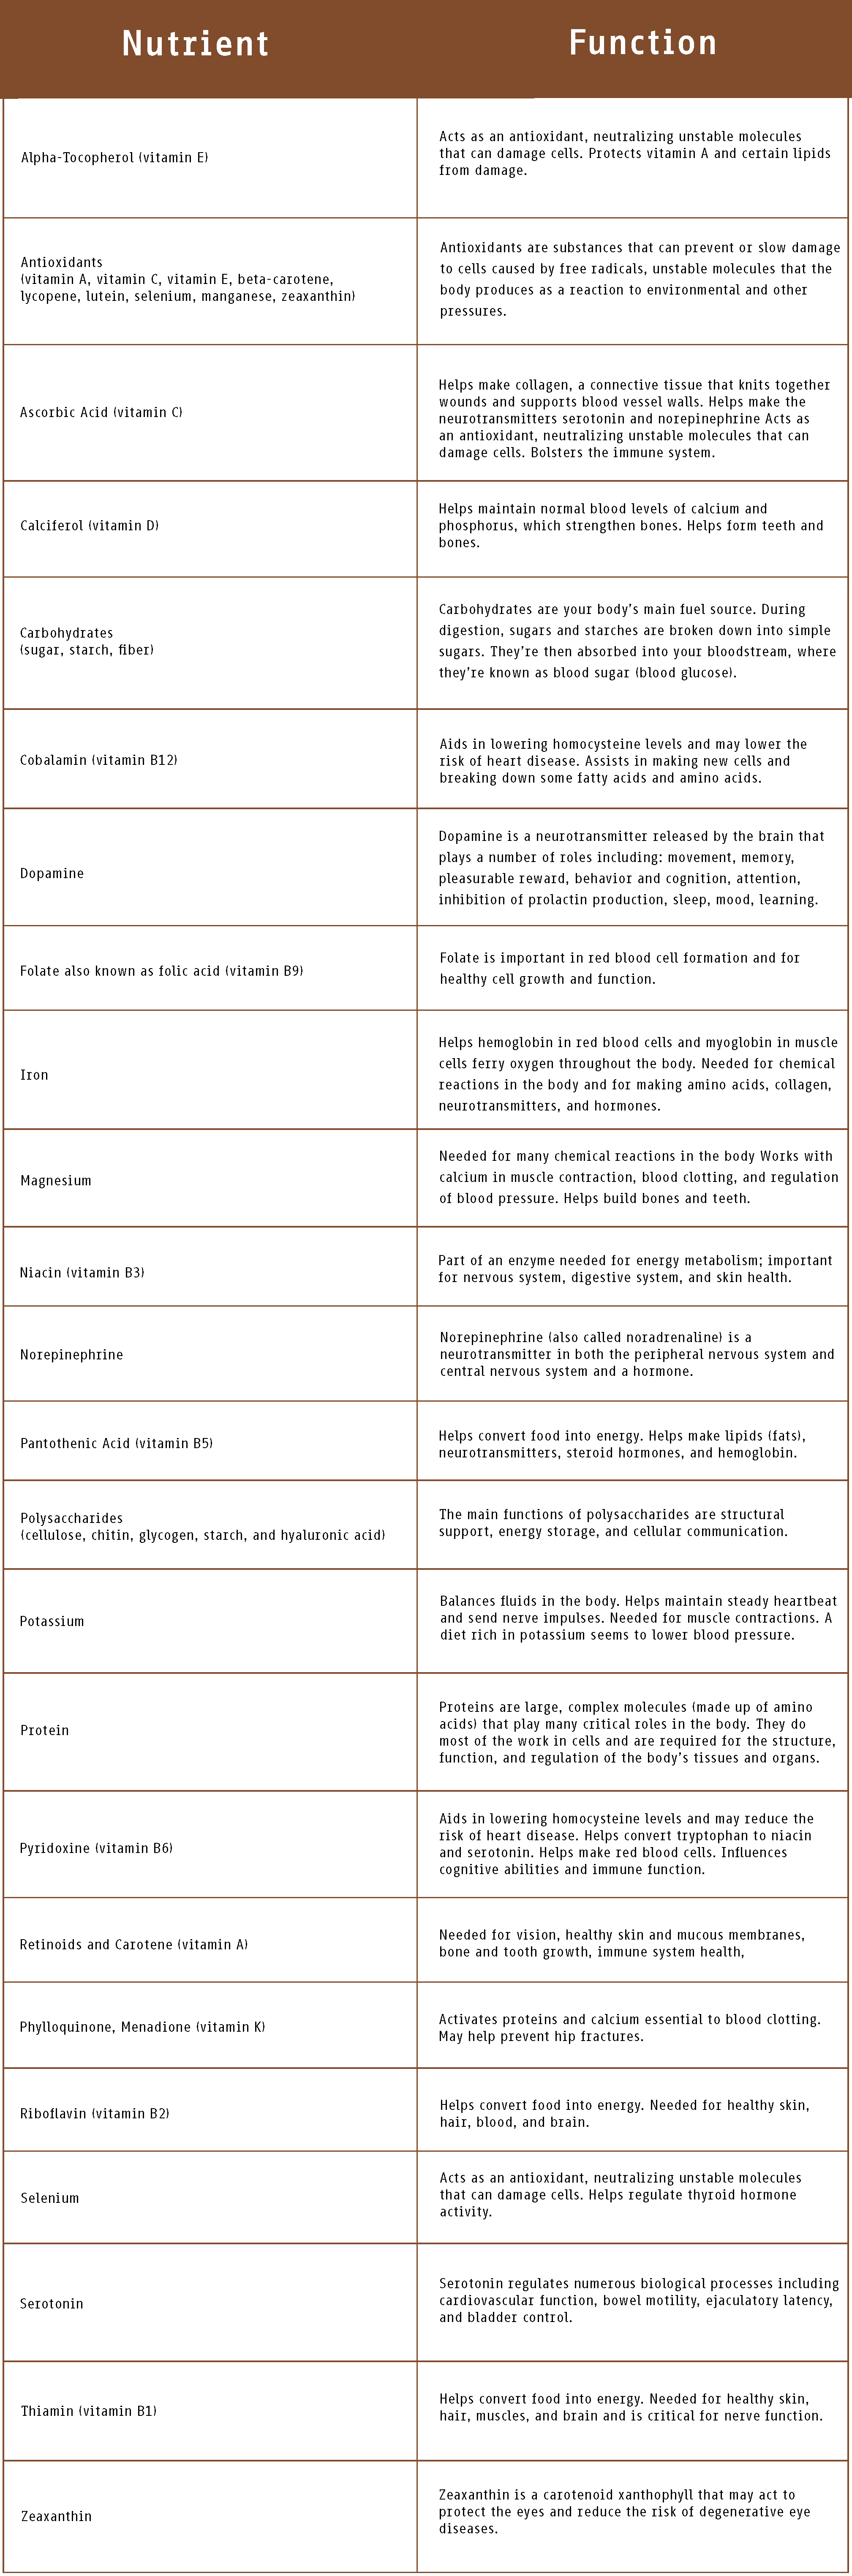 Nutrient
Function
Alpha-Tocopherol (vitamin E)
Acts as an antioxidant, neutralizing unstable molecules
that can damage cells. Protects vitamin A and certain lipids
from damage.
Antioxidants
(vitamin A, vitamin C, vitamin E, beta-carotene,
lycopene, lutein, selenium, manganese, zeaxanthin)
Antioxidants are substances that can prevent or slow damage
to cells caused by free radicals, unstable molecules that the
body produces as a reaction to environmental and other
pressures.
Ascorbic Acid (vitamin C)
Helps make collagen, a connective tissue that knits together
wounds and supports blood vessel walls. Helps make the
neurotransmitters serotonin and norepinephrine Acts as
an antioxidant, neutralizing unstable molecules that can
damage cells. Bolsters the immune system.
Calciferol (vitamin D)
Helps maintain normal blood levels of calcium and
phosphorus, which strengthen bones. Helps form teeth and
bones.
Carbohydrates
(sugar, starch, fiber)
Carbohydrates are your body's main fuel source. During
digestion, sugars and starches are broken down into simple
sugars. They're then absorbed into your bloodstream, where
they're known as blood sugar (blood glucose).
Cobalamin (vitamin B12)
Aids in lowering homocysteine levels and may lower the
risk of heart disease. Assists in making new cells and
breaking down some fatty acids and amino acids.
Dopamine
Dopamine is a neurotransmitter released by the brain that
plays a number of roles including: movement, memory,
pleasurable reward, behavior and cognition, attention,
inhibition of prolactin production, sleep, mood, learning.
Folate also known as folic acid (vitamin B9)
Folate is important in red blood cell formation and for
healthy cell growth and function.
Iron
Helps hemoglobin in red blood cells and myoglobin in muscle
cells ferry oxygen throughout the body. Needed for chemical
reactions in the body and for making amino acids, collagen,
neurotransmitters, and hormones.
Magnesium
Needed for many chemical reactions in the body Works with
calcium in muscle contraction, blood clotting, and regulation
of blood pressure. Helps build bones and teeth.
Niacin (vitamin B3)
Part of an enzyme needed for energy metabolism; important
for nervous system, digestive system, and skin health.
Norepinephrine
Norepinephrine (also called noradrenaline) is a
neurotransmitter in both the peripheral nervous system and
central nervous system and a hormone.
Pantothenic Acid (vitamin B5)
Helps convert food into energy. Helps make lipids (fats),
neurotransmitters, steroid hormones, and hemoglobin.
Polysaccharides
(cellulose, chitin, glycogen, starch, and hyaluronic acid)
The main functions of polysaccharides are structural
support, energy storage, and cellular communication.
Potassium
Balances fluids in the body. Helps maintain steady heartbeat
and send nerve impulses. Needed for muscle contractions. A
diet rich in potassium seems to lower blood pressure.
Protein
Proteins are large, complex molecules (made up of amino
acids) that play many critical roles in the body. They do
most of the work in cells and are required for the structure,
function, and regulation of the body's tissues and organs.
Pyridoxine (vitamin B6)
Aids in lowering homocysteine levels and may reduce the
risk of heart disease. Helps convert tryptophan to niacin
and serotonin. Helps make red blood cells. Influences
cognitive abilities and immune function.
Retinoids and Carotene (vitamin A)
Needed for vision, healthy skin and mucous membranes,
bone and tooth growth, immune system health,
Phylloquinone, Menadione (vitamin K)
Activates proteins and calcium essential to blood clotting.
May help prevent hip fractures.
Riboflavin (vitamin B2)
Helps convert food into energy. Needed for healthy skin,
hair, blood, and brain.
Selenium
Acts as an antioxidant, neutralizing unstable molecules
that can damage cells. Helps regulate thyroid hormone
activity.
Serotonin
Serotonin regulates numerous biological processes including
cardiovascular function, bowel motility, ejaculatory latency,
and bladder control.
Thiamin (vitamin B1)
Helps convert food into energy. Needed for healthy skin,
hair, muscles, and brain and is critical for nerve function.
Zeaxanthin
Zeaxanthin is a carotenoid xanthophyll that may act to
protect the eyes and reduce the risk of degenerative eye
diseases.